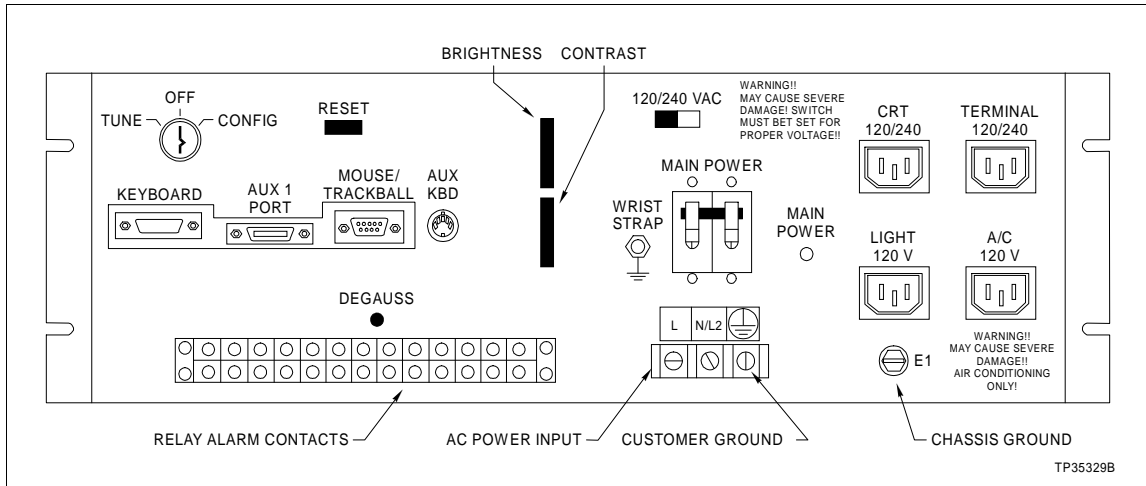 BRIGHTNESS CONTRAST
OFF
TUNE CONFIG
RESET
120/240 VAC
WARNING!!
MAY CAUSE SEVERE
DAMAGE! SWITCH
MUST BET SET FOR
PROPER VOLTAGE!!
CRT
120/240
TERMINAL
120/240
KEYBOARD
AUX 1
PORT
MOUSE/
TRACKBALL
AUX
KBD
MAIN POWER
WRIST
STRAP
MAIN
POWER
LIGHT
120 V
A/C
120 V
DEGAUSS
L N/L2
E1
WARNING!!
MAY CAUSE SEVERE
DAMAGE!!
AIR CONDITIONING
ONLY!
RELAY ALARM CONTACTS
AC POWER INPUT
CUSTOMER GROUND
CHASSIS GROUND
TP35329B